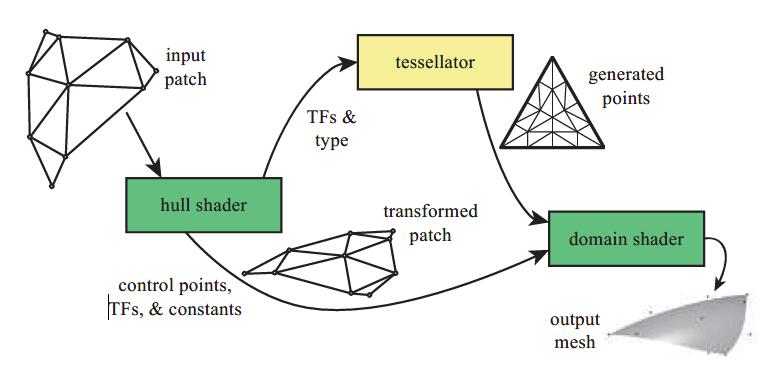 input
patch
tessellator
generated
points
TFs &
type
hull shader
transformed
patch
domain shader
control points,
TFs, & constants
output
mesh